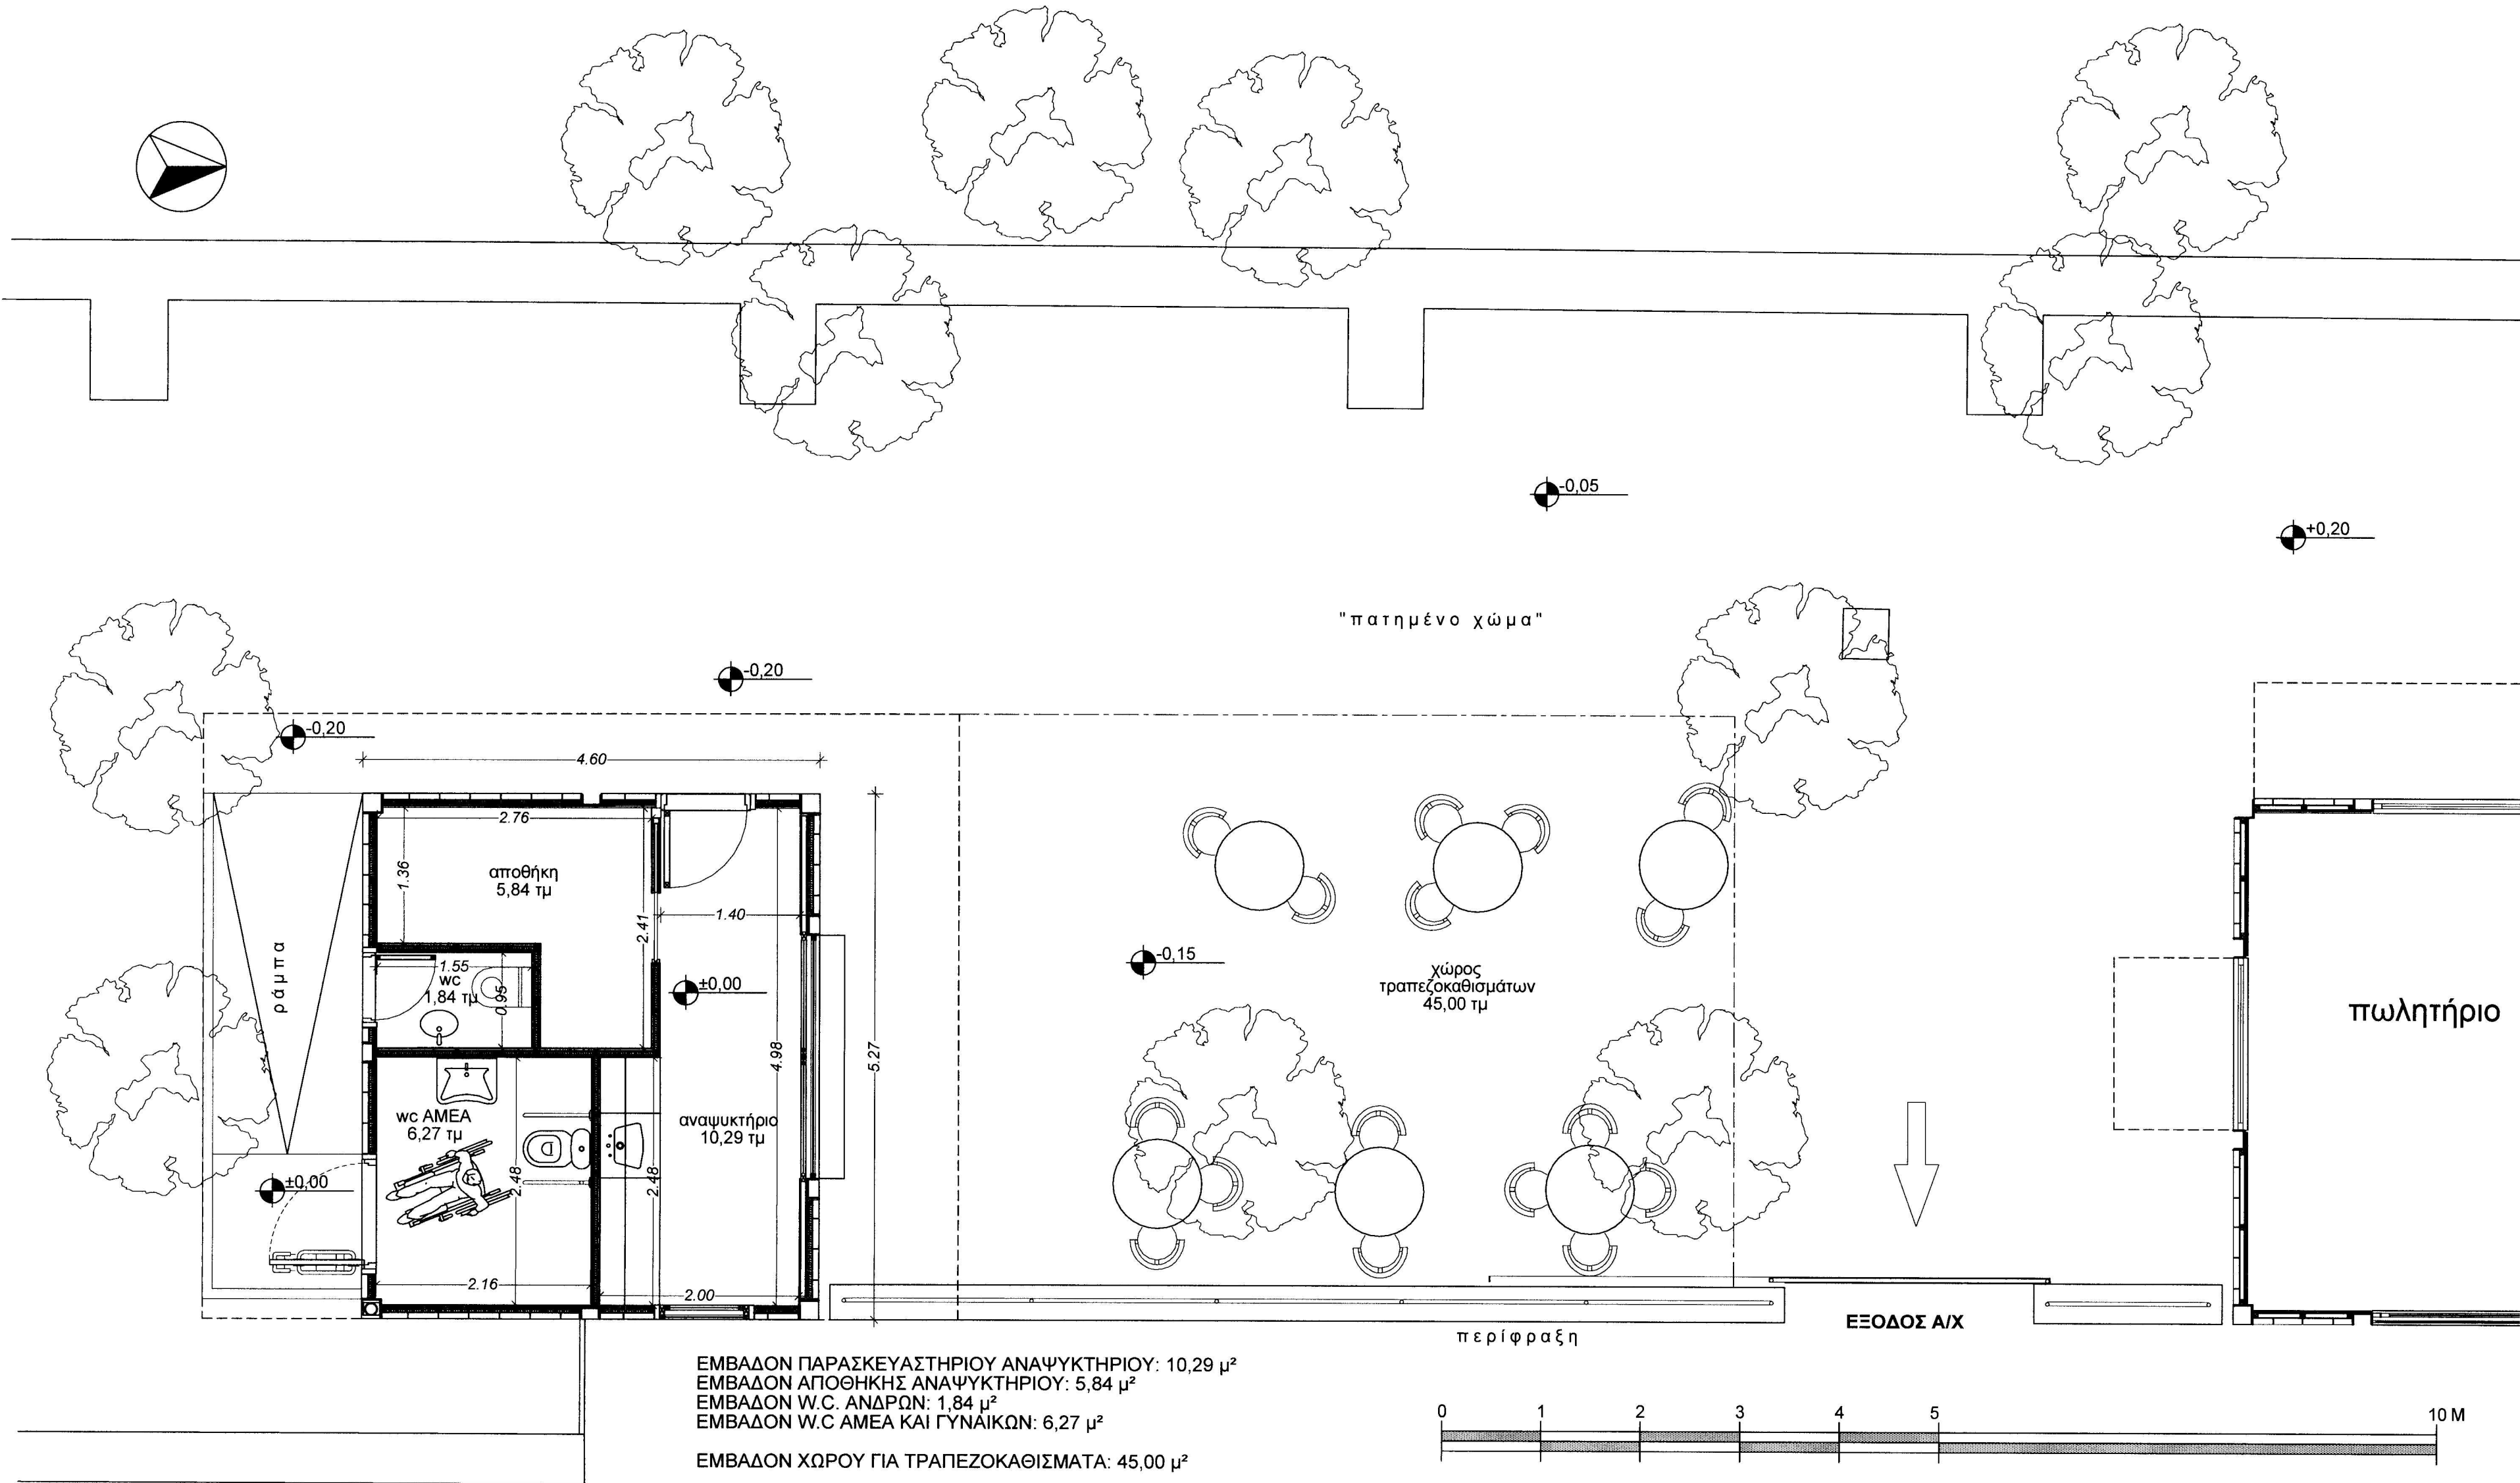 -0,05
+0,20
"πατημένο χώμα"
-0,20
-0,20
4.60
2.76
αποθήκη
5,84 τμ
1.36
2.41
1.40
ράμπα
1.55
wc
1,84 τμ
0.95
±0,00
-0,15
χώρος
τραπεζοκαθισμάτων
45,00 τμ
πωλητήριο
4.98
5.27
wc ΑΜΕΑ
6,27 τμ
αναψυκτήριο
10,29 τμ
2.48
2.48
±0,00
2.16
2.00
ΕΞΟΔΟΣ Α/Χ
περίφραξη
ΕΜΒΑΔΟΝ ΠΑΡΑΣΚΕΥΑΣΤΗΡΙΟΥ ΑΝΑΨΥΚΤΗΡΙΟΥ: 10,29 μ²
ΕΜΒΑΔΟΝ ΑΠΟΘΗΚΗΣ ΑΝΑΨΥΚΤΗΡΙΟΥ: 5,84 μ²
ΕΜΒΑΔΟΝ W.C. ΑΝΔΡΩΝ: 1,84 μ²
ΕΜΒΑΔΟΝ W.C ΑΜΕΑ ΚΑΙ ΓΥΝΑΙΚΩΝ: 6,27 μ²
ΕΜΒΑΔΟΝ ΧΩΡΟΥ ΓΙΑ ΤΡΑΠΕΖΟΚΑΘΙΣΜΑΤΑ: 45,00 μ²
0 1 2 3 4 5 10 M